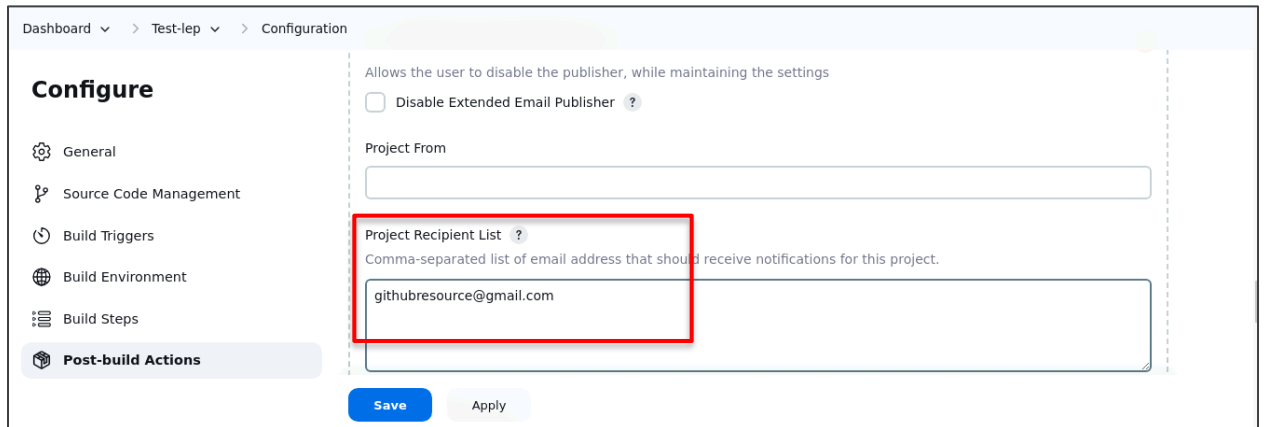 Dashboard > Test-lep > Configuration
Configure
General
Source Code Management
Build Triggers
Build Environment
Build Steps
Post-build Actions
Allows the user to disable the publisher, while maintaining the settings
Disable Extended Email Publisher ?
Project From
Project Recipient List ?
Comma-separated list of email address that should receive notifications for this project.
githubresource@gmail.com
Save Apply